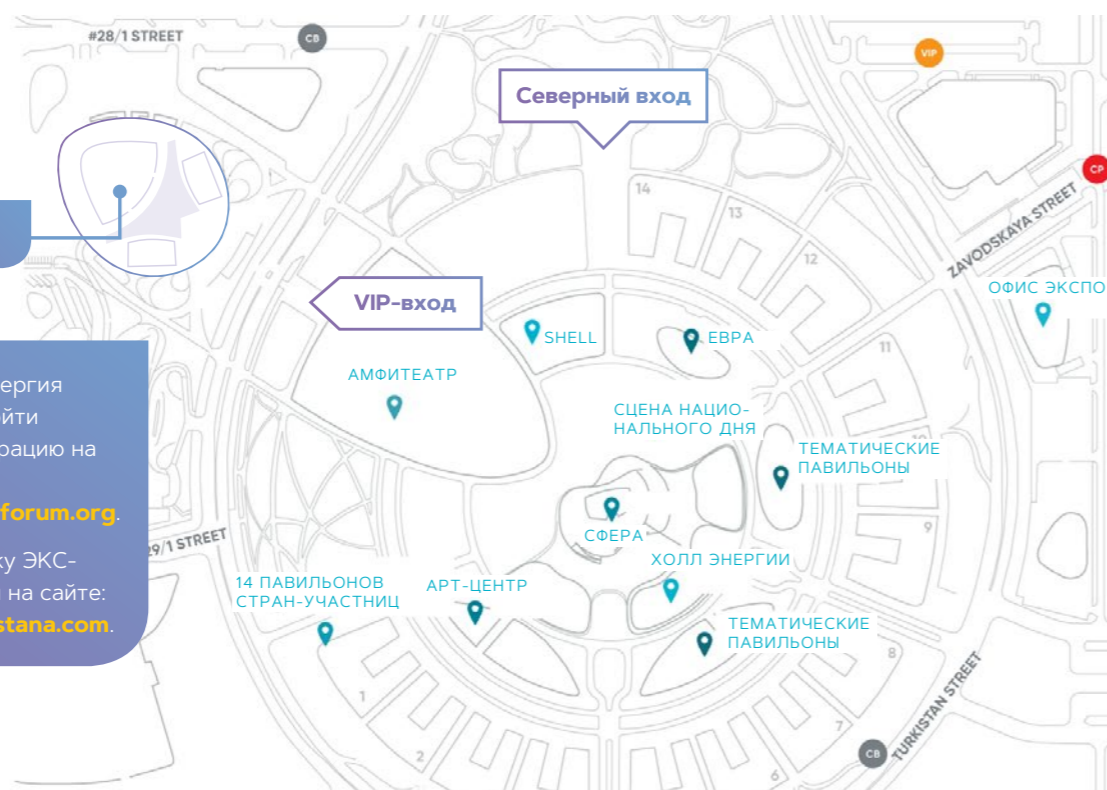 #28/1 STREET
CB
VIP
Северный вход
CP
14
13
12
ZAVODSKAYA STREET
ОФИС ЭКСПО
VIP-вход
SHELL
ЕВРА
11
АМФИТЕАТР
СЦЕНА НАЦИО-
НАЛЬНОГО ДНЯ
ТЕМАТИЧЕСКИЕ
ПАВИЛЬОНЫ
10
9
СФЕРА
ХОЛЛ ЭНЕРГИИ
29/1 STREET
14 ПАВИЛЬОНОВ
СТРАН-УЧАСТНИЦ
АРТ-ЦЕНТР
ТЕМАТИЧЕСКИЕ
ПАВИЛЬОНЫ
8
1
2
7
6
CB
TURKISTAN STREET
ергия
йти
рацию на
forum.org.
ку ЭКС-
на сайте:
stana.com.